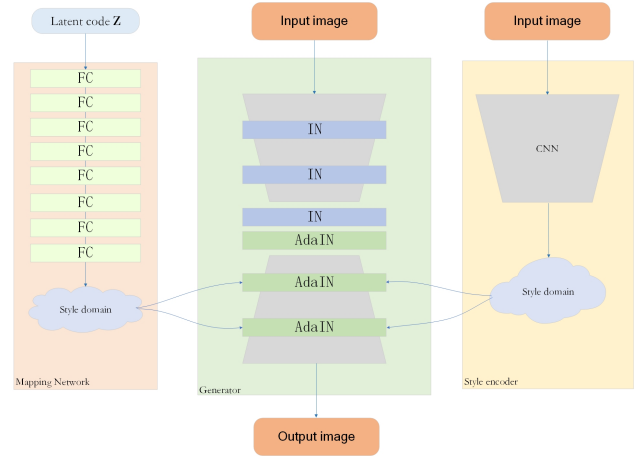 Latent code Z
Input image
Input image
FC
FC
FC
FC
FC
FC
FC
FC
Style domain
Mapping Network
IN
IN
IN
AdaIN
AdaIN
AdaIN
Generator
CNN
Style domain
Style encoder
Output image